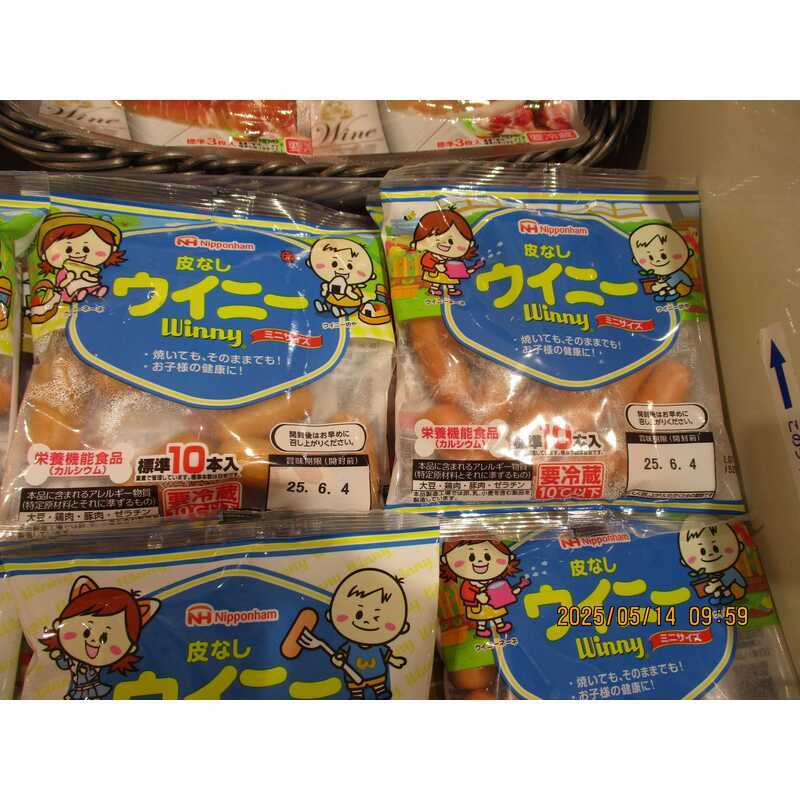 Wine
標準3枚入
Wine
標準3枚入
要冷蔵
NH Nipponham
皮なし
ウイニー
Winny
ミニサイズ
・焼いても、そのままでも!
・お子様の健康に!
開封後はお早めに
召し上がりください。
栄養機能食品
(カルシウム)
標準10本入
賞味期限(開封前)
25.6.4
本品に含まれるアレルギー物質
(特定原材料とそれに準ずるもの)
大豆・鶏肉・豚肉・ゼラチン
要冷蔵
10℃以下
NH Nipponham
皮なし
ウイニー
Winny
ミニサイズ
・焼いても、そのままでも!
・お子様の健康に!
開封後はお早めに
召し上がりください。
栄養機能食品
(カルシウム)
標準10本入
賞味期限(開封前)
25.6.4
本品に含まれるアレルギー物質
(特定原材料とそれに準ずるもの)
大豆・鶏肉・豚肉・ゼラチン
要冷蔵
10℃以下
NH Nipponham
皮なし
ウイニー
NH Nipponham
皮なし
ウイニー
Winny
ミニサイズ
・焼いても、そのままでも!
・お子様の健康に!
2025/05/14 09:59